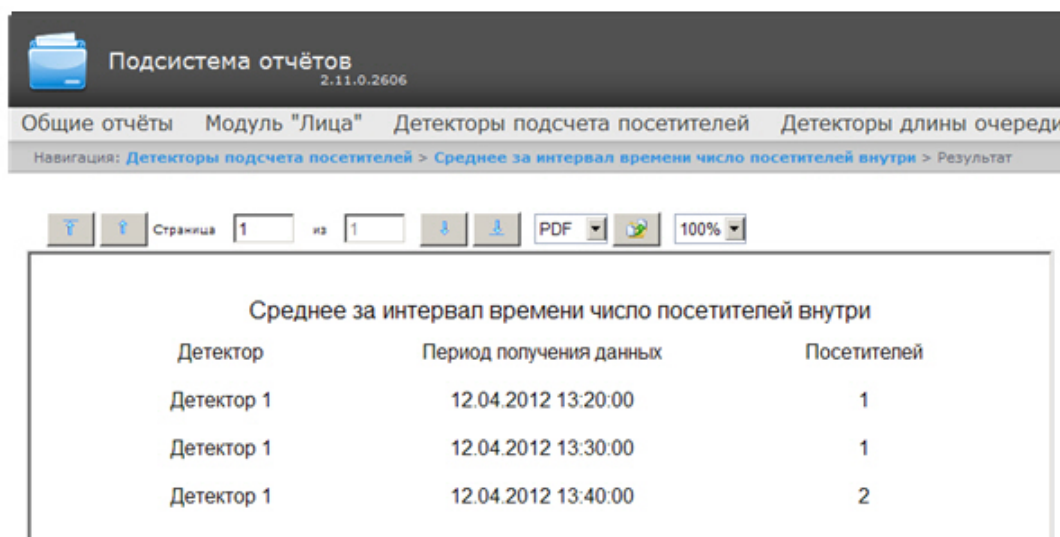 Подсистема отчётов
2.11.0.2606
Общие отчёты Модуль "Лица" Детекторы подсчета посетителей Детекторы длины очереди
Навигация: Детекторы подсчета посетителей > Среднее за интервал времени число посетителей внутри > Результат
Страница 1 из 1 PDF 100%
Среднее за интервал времени число посетителей внутри
Детектор Период получения данных Посетителей
Детектор 1 12.04.2012 13:20:00 1
Детектор 1 12.04.2012 13:30:00 1
Детектор 1 12.04.2012 13:40:00 2